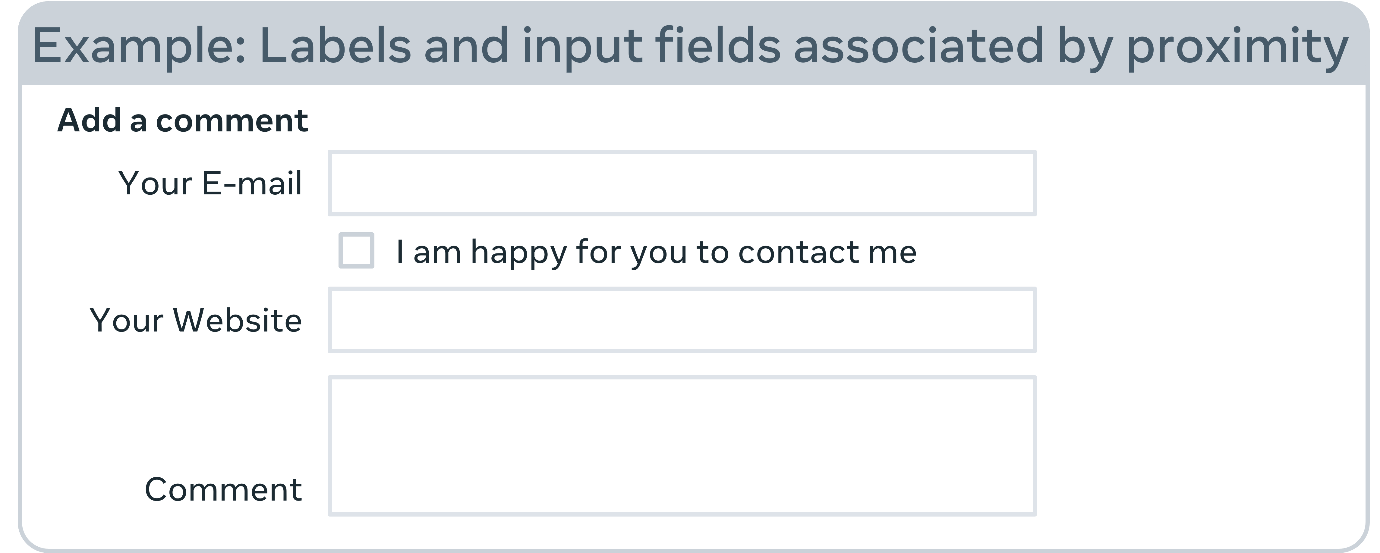 Example: Labels and input fields associated by proximity
Add a comment
Your E-mail
I am happy for you to contact me
Your Website
Comment